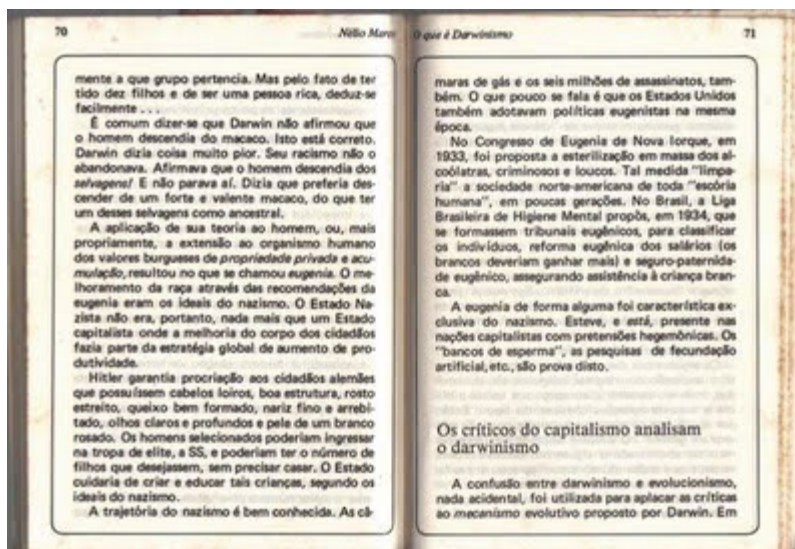 70
Nélio Marco
mente a que grupo pertencia. Mas pelo fato de ter
tido dez filhos e de ser uma pessoa rica, deduz-se
facilmente . . .
É comum dizer-se que Darwin não afirmou que
o homem descendia do macaco. Isto está correto.
Darwin dizia coisa muito pior. Seu racismo não o
abandonava. Afirmava que o homem descendia dos
selvagens! E não parava aí. Dizia que preferia des-
cender de um forte e valente macaco, do que ter
um desses selvagens como ancestral.
A aplicação de sua teoria ao homem, ou, mais
propriamente, a extensão ao organismo humano
dos valores burgueses de propriedade privada e acu-
mulação, resultou no que se chamou eugenia. O me-
lhoramento da raça através das recomendações da
eugenia eram os ideais do nazismo. O Estado Na-
zista não era, portanto, nada mais que um Estado
capitalista onde a melhoria do corpo dos cidadãos
fazia parte da estratégia global de aumento de pro-
dutividade.
Hitler garantia procriação aos cidadãos alemães
que possuíssem cabelos loiros, boa estrutura, rosto
estreito, queixo bem formado, nariz fino e arrebi-
tado, olhos claros e profundos e pele de um branco
rosado. Os homens selecionados poderiam ingressar
na tropa de elite, a SS, e poderiam ter o número de
filhos que desejassem, sem precisar casar. O Estado
cuidaria de criar e educar tais crianças, segundo os
ideais do nazismo.
A trajetória do nazismo é bem conhecida. As câ-
O que é Darwinismo
71
maras de gás e os seis milhões de assassinatos, tam-
bém. O que pouco se fala é que os Estados Unidos
também adotavam políticas eugenistas na mesma
época.
No Congresso de Eugenia de Nova Iorque, em
1933, foi proposta a esterilização em massa dos al-
coólatras, criminosos e loucos. Tal medida "limpa-
ria" a sociedade norte-americana de toda "escória
humana", em poucas gerações. No Brasil, a Liga
Brasileira de Higiene Mental propôs, em 1934, que
se formassem tribunais eugênicos, para classificar
os indivíduos, reforma eugênica dos salários (os
brancos deveriam ganhar mais) e seguro-paternida-
de eugênico, assegurando assistência à criança bran-
ca.
A eugenia de forma alguma foi característica ex-
clusiva do nazismo. Esteve, e está, presente nas
nações capitalistas com pretensões hegemônicas. Os
"bancos de esperma", as pesquisas de fecundação
artificial, etc., são prova disto.
Os críticos do capitalismo analisam
o darwinismo
A confusão entre darwinismo e evolucionismo,
nada acidental, foi utilizada para aplacar as críticas
ao mecanismo evolutivo proposto por Darwin. Em